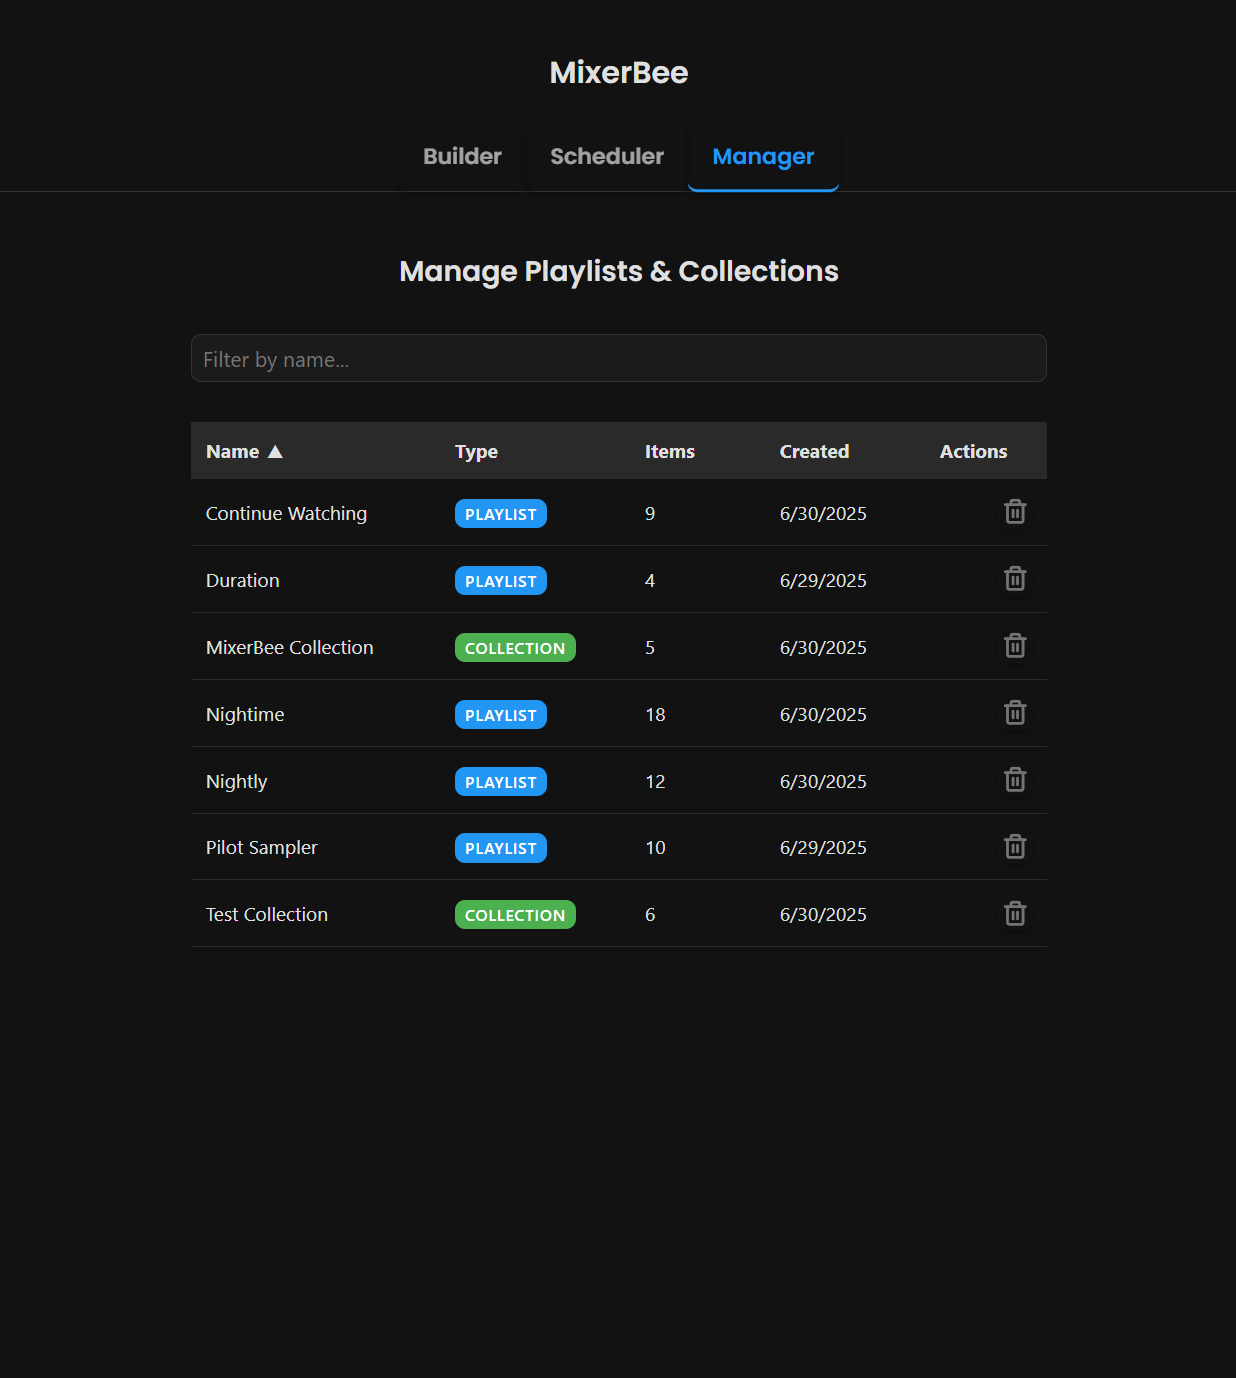 MixerBee
Builder Scheduler Manager
Manage Playlists & Collections
Filter by name...
Name ▲ Type Items Created Actions
Continue Watching PLAYLIST 9 6/30/2025
Duration PLAYLIST 4 6/29/2025
MixerBee Collection COLLECTION 5 6/30/2025
Nightime PLAYLIST 18 6/30/2025
Nightly PLAYLIST 12 6/30/2025
Pilot Sampler PLAYLIST 10 6/29/2025
Test Collection COLLECTION 6 6/30/2025